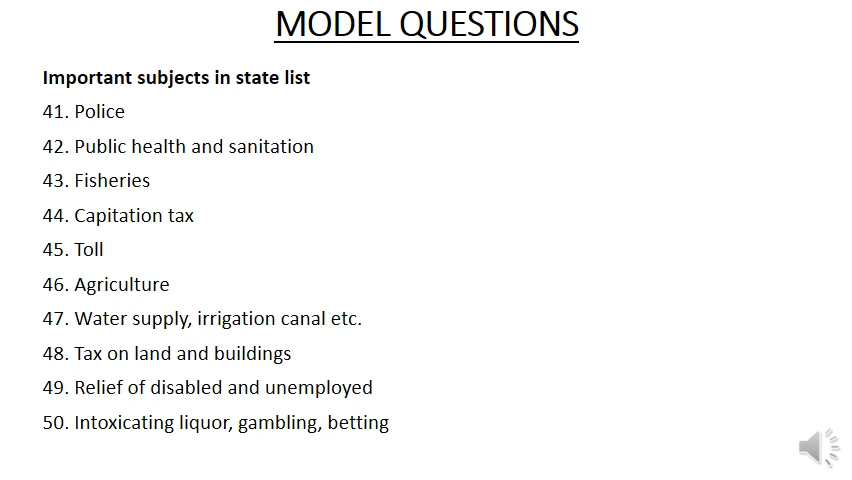 MODEL QUESTIONS
Important subjects in state list
41. Police
42. Public health and sanitation
43. Fisheries
44. Capitation tax
45. Toll
46. Agriculture
47. Water supply, irrigation canal etc.
48. Tax on land and buildings
49. Relief of disabled and unemployed
50. Intoxicating liquor, gambling, betting